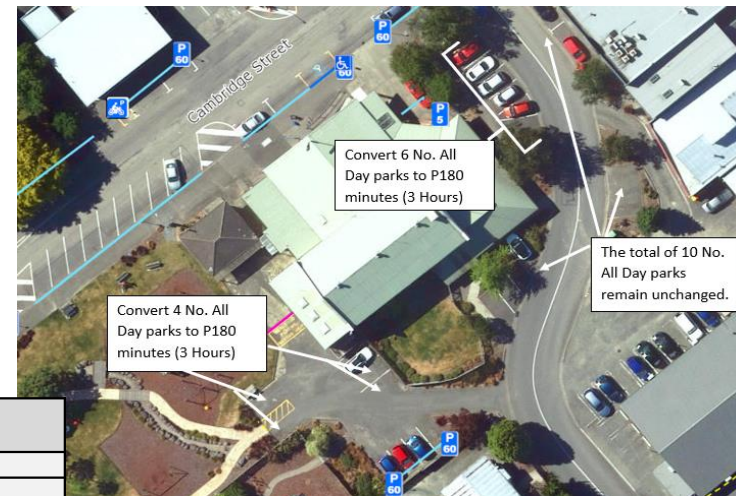 P
60
P
60
P
60
60
Cambridge Street
P
5
Convert 6 No. All
Day parks to P180
minutes (3 Hours)
The total of 10 No.
All Day parks
remain unchanged.
Convert 4 No. All
Day parks to P180
minutes (3 Hours)
P
60
P
60